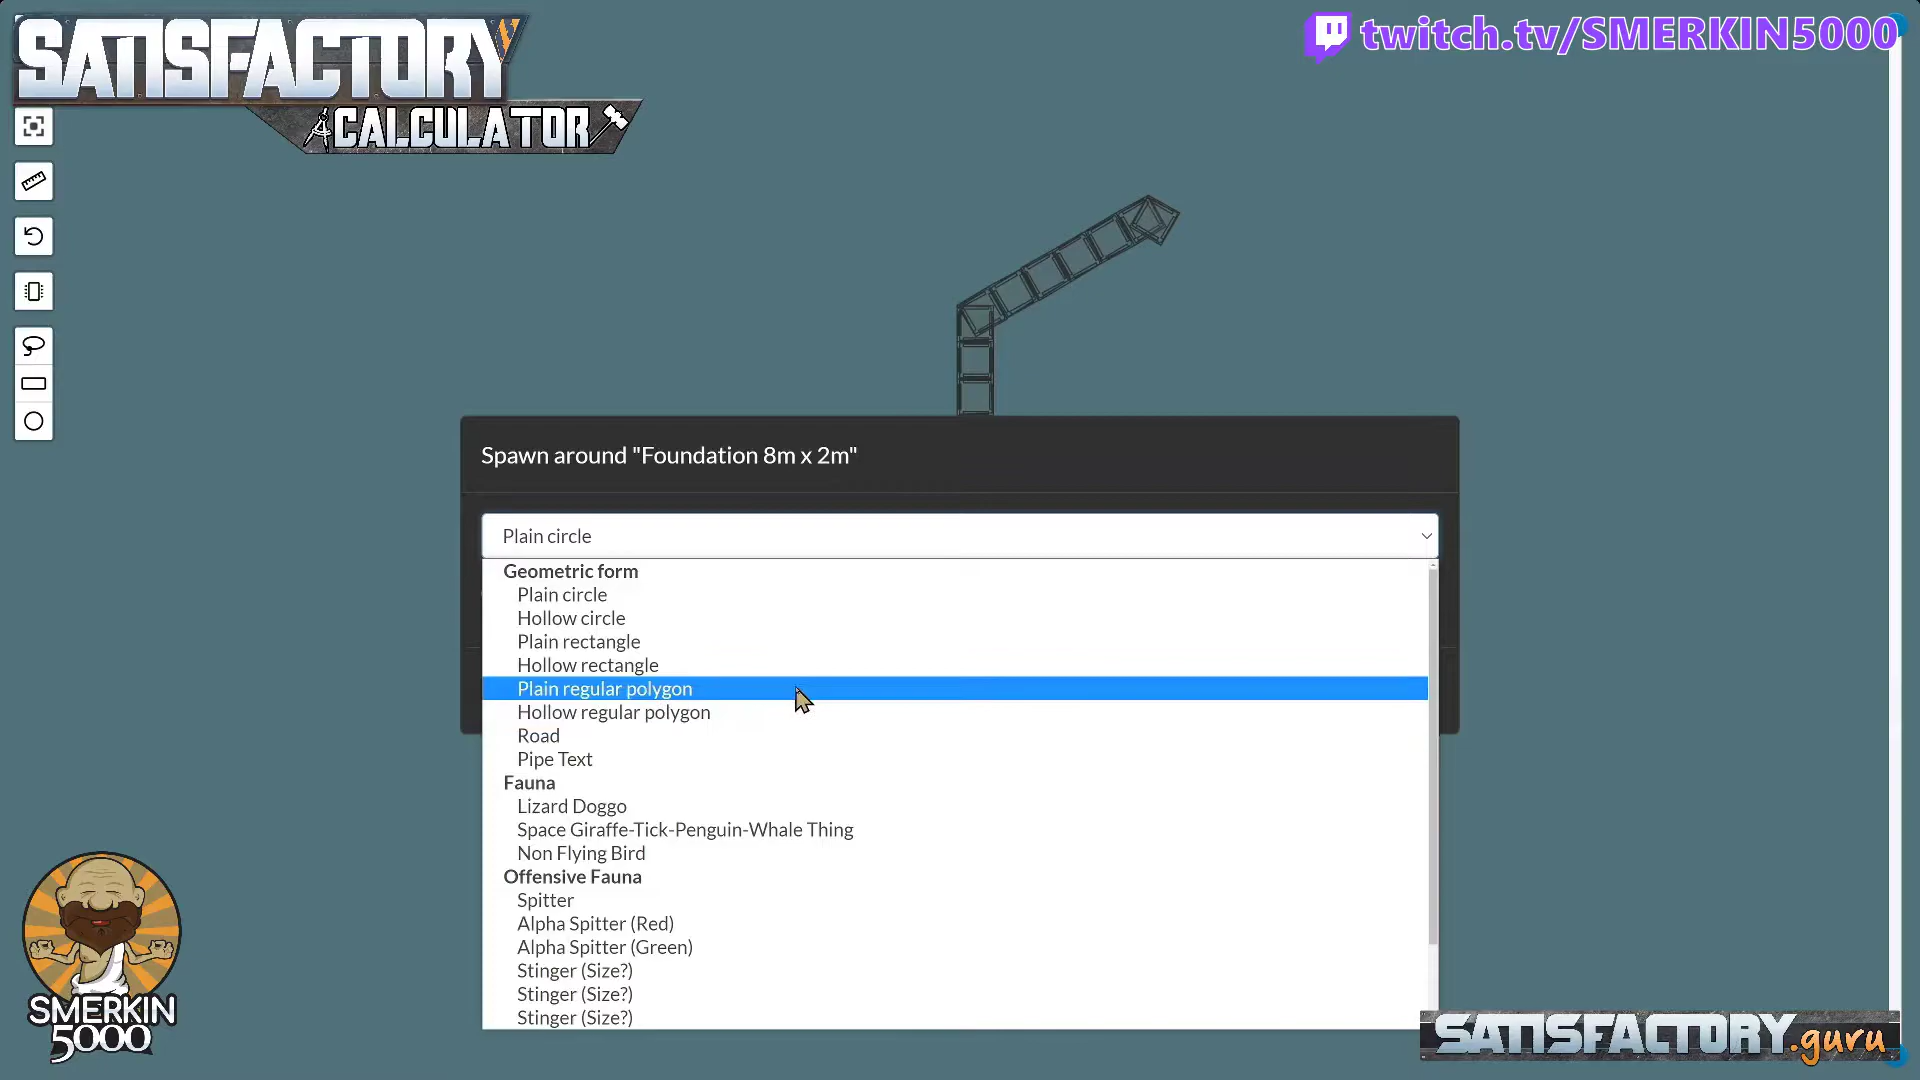 SATISFACTORY
CALCULATOR
twitch.tv/SMERKIN5000
Spawn around "Foundation 8m x 2m"
Plain circle
Geometric form
Plain circle
Hollow circle
Plain rectangle
Hollow rectangle
Plain regular polygon
Hollow regular polygon
Road
Pipe Text
Fauna
Lizard Doggo
Space Giraffe-Tick-Penguin-Whale Thing
Non Flying Bird
Offensive Fauna
Spitter
Alpha Spitter (Red)
Alpha Spitter (Green)
Stinger (Size?)
Stinger (Size?)
Stinger (Size?)
SMERKIN
5000
SATISFACTORY.guru